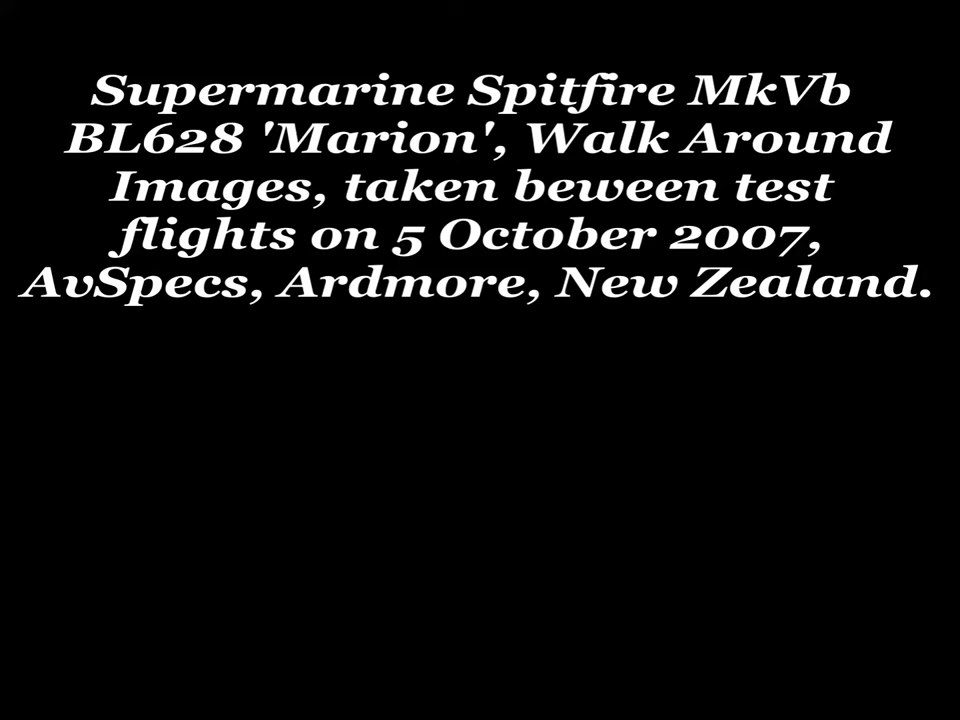 Supermarine Spitfire MkVb
BL628 'Marion', Walk Around
Images, taken beween test
flights on 5 October 2007,
AvSpecs, Ardmore, New Zealand.